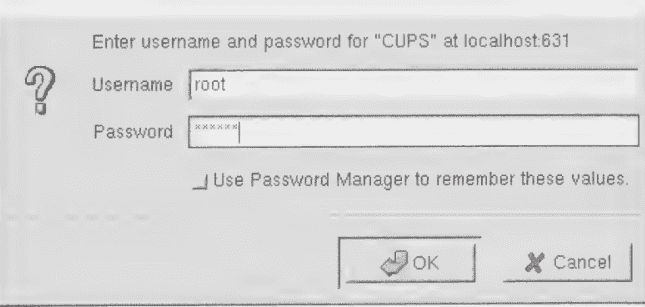 Enter username and password for "CUPS" at localhost:631
Username root
Password ******
Use Password Manager to remember these values.
OK Cancel